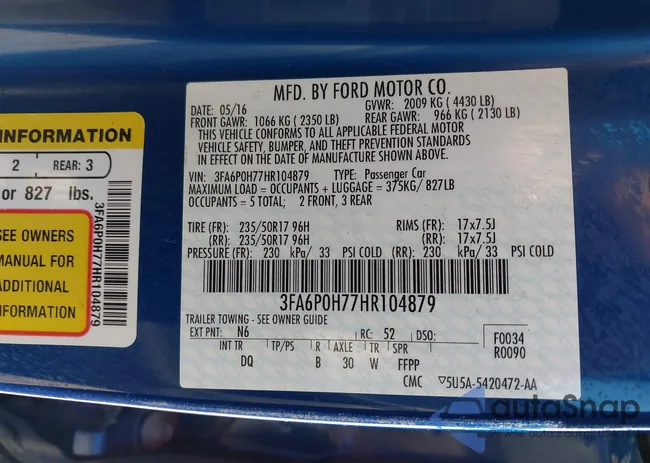 INFORMATION
2 REAR: 3
or 827 lbs.
SEE OWNERS
MANUAL FOR
ADDITIONAL
INFORMATION
3FA6P0H77HR104879
MFD. BY FORD MOTOR CO.
DATE: 05/16 GVWR: 2009 KG ( 4430 LB)
FRONT GAWR: 1066 KG ( 2350 LB) REAR GAWR: 966 KG ( 2130 LB)
THIS VEHICLE CONFORMS TO ALL APPLICABLE FEDERAL MOTOR
VEHICLE SAFETY, BUMPER, AND THEFT PREVENTION STANDARDS
IN EFFECT ON THE DATE OF MANUFACTURE SHOWN ABOVE.
VIN: 3FA6P0H77HR104879 TYPE: Passenger Car
MAXIMUM LOAD = OCCUPANTS + LUGGAGE = 375KG/ 827LB
OCCUPANTS = 5 TOTAL; 2 FRONT, 3 REAR
TIRE (FR): 235/50R17 96H RIMS (FR): 17x7.5J
(RR): 235/50R17 96H (RR): 17x7.5J
PRESSURE (FR): 230 kPa/ 33 PSI COLD (RR): 230 kPa/ 33 PSI COLD
3FA6P0H77HR104879
TRAILER TOWING - SEE OWNER GUIDE
EXT PNT: N6 RC: 52 DSO: F0034
R0090
INT TR TP/PS R AXLE TR SPR
DQ B 30 W FFPP
CMC ▽5U5A-5420472-AA
autoSnap